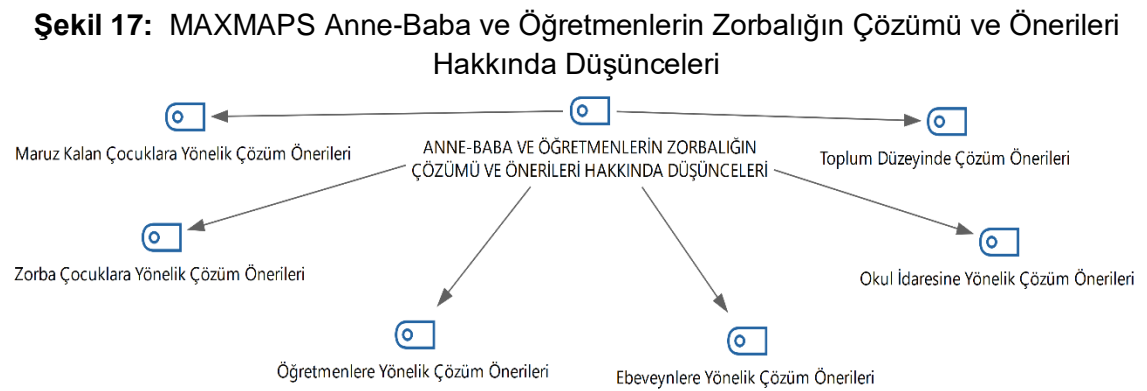 Şekil 17: MAXMAPS Anne-Baba ve Öğretmenlerin Zorbalığın Çözümü ve Önerileri
Hakkında Düşünceleri
Maruz Kalan Çocuklara Yönelik Çözüm Önerileri
ANNE-BABA VE ÖĞRETMENLERİN ZORBALIĞIN
ÇÖZÜMÜ VE ÖNERİLERİ HAKKINDA DÜŞÜNCELERİ
Toplum Düzeyinde Çözüm Önerileri
Zorba Çocuklara Yönelik Çözüm Önerileri
Okul İdaresine Yönelik Çözüm Önerileri
Öğretmenlere Yönelik Çözüm Önerileri
Ebeveynlere Yönelik Çözüm Önerileri